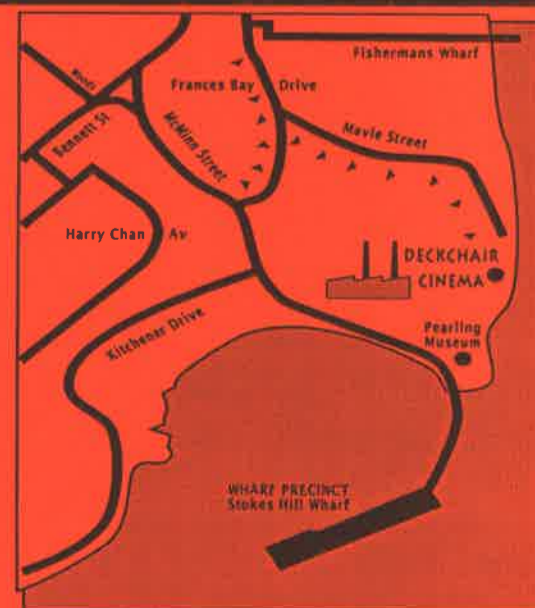 Fishermans Wharf
Woods
Frances Bay Drive
Mavie Street
Bennett St
McMinn Street
Harry Chan Av
DECKCHAIR
CINEMA
Kitchener Drive
Pearling
Museum
WHARF PRECINCT
Stokes Hill Wharf